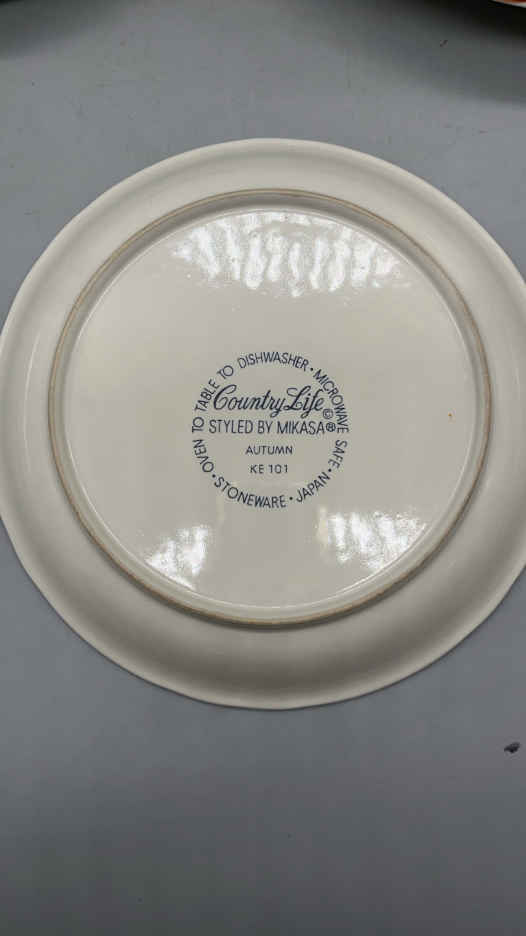 OVEN TO TABLE TO DISHWASHER • MICROWAVE SAFE •
Country Life ©
STYLED BY MIKASA®
AUTUMN
KE 101
• STONEWARE • JAPAN •